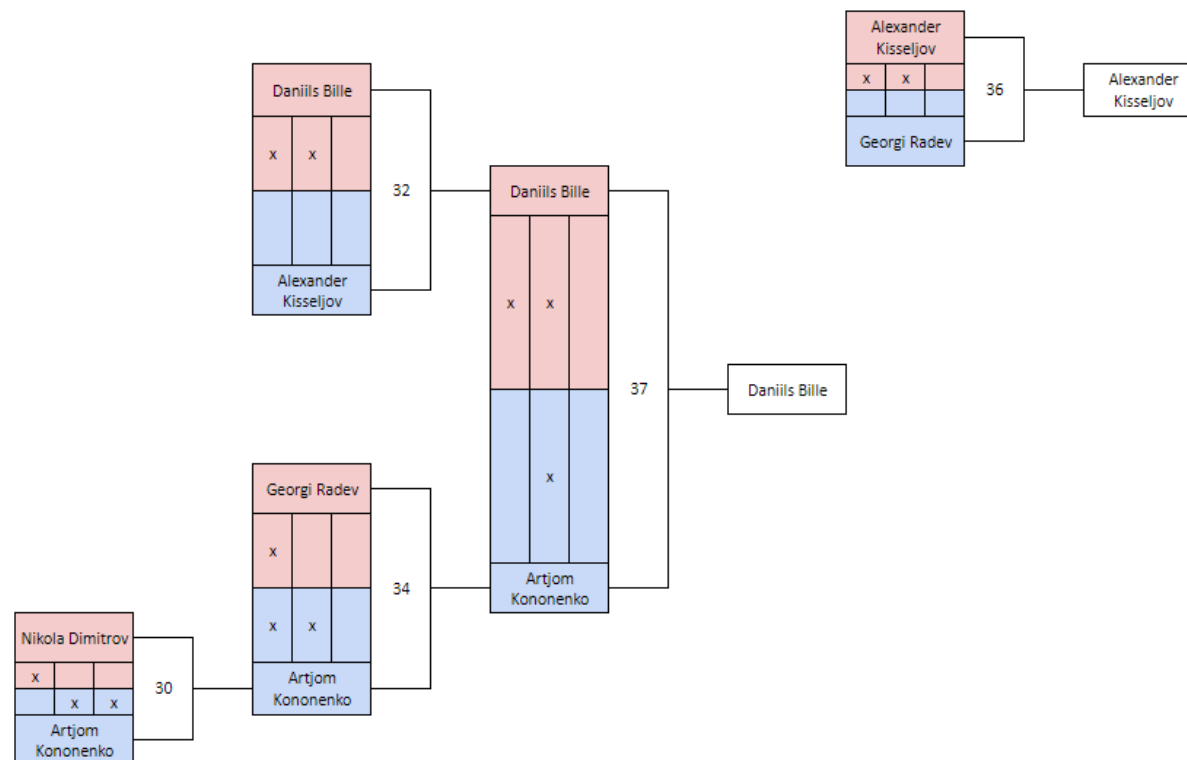 Alexander
Kisseljov
x x
36
Georgi Radev
Alexander
Kisseljov
Daniils Bille
x x
32
Alexander
Kisseljov
Daniils Bille
x x
37
x
Artjom
Kononenko
Daniils Bille
Georgi Radev
x
34
x x
Artjom
Kononenko
Nikola Dimitrov
x
30
x x
Artjom
Kononenko